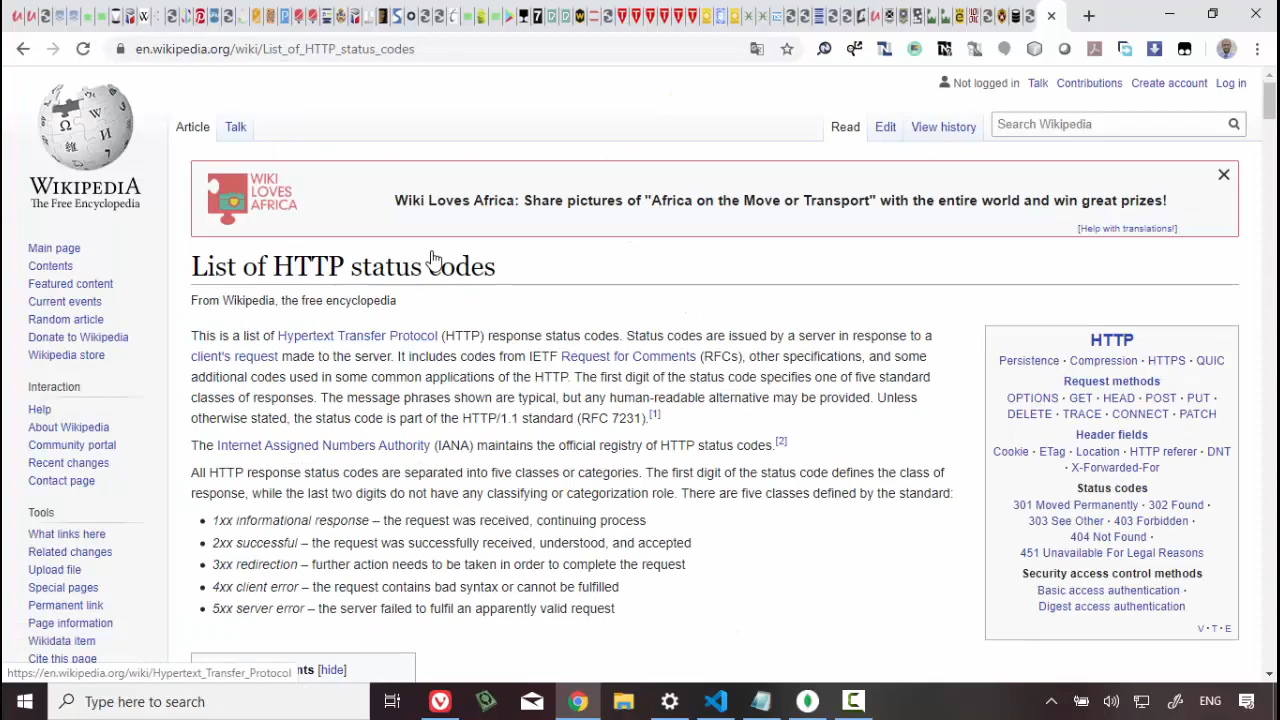 en.wikipedia.org/wiki/List_of_HTTP_status_codes
Not logged in Talk Contributions Create account Log in
Article Talk Read Edit View history Search Wikipedia
WIKIPEDIA
The Free Encyclopedia
WIKI
LOVES
AFRICA
Wiki Loves Africa: Share pictures of "Africa on the Move or Transport" with the entire world and win great prizes!
[Help with translations!]
Main page
Contents
Featured content
Current events
Random article
Donate to Wikipedia
Wikipedia store
Interaction
Help
About Wikipedia
Community portal
Recent changes
Contact page
Tools
What links here
Related changes
Upload file
Special pages
Permanent link
Page information
Wikidata item
Cite this page
List of HTTP status codes
From Wikipedia, the free encyclopedia
This is a list of Hypertext Transfer Protocol (HTTP) response status codes. Status codes are issued by a server in response to a
client's request made to the server. It includes codes from IETF Request for Comments (RFCs), other specifications, and some
additional codes used in some common applications of the HTTP. The first digit of the status code specifies one of five standard
classes of responses. The message phrases shown are typical, but any human-readable alternative may be provided. Unless
otherwise stated, the status code is part of the HTTP/1.1 standard (RFC 7231).[1]
The Internet Assigned Numbers Authority (IANA) maintains the official registry of HTTP status codes.[2]
All HTTP response status codes are separated into five classes or categories. The first digit of the status code defines the class of
response, while the last two digits do not have any classifying or categorization role. There are five classes defined by the standard:
• 1xx informational response – the request was received, continuing process
• 2xx successful – the request was successfully received, understood, and accepted
• 3xx redirection – further action needs to be taken in order to complete the request
• 4xx client error – the request contains bad syntax or cannot be fulfilled
• 5xx server error – the server failed to fulfil an apparently valid request
nts [hide]
HTTP
Persistence · Compression · HTTPS · QUIC
Request methods
OPTIONS · GET · HEAD · POST · PUT ·
DELETE · TRACE · CONNECT · PATCH
Header fields
Cookie · ETag · Location · HTTP referer · DNT
· X-Forwarded-For
Status codes
301 Moved Permanently · 302 Found ·
303 See Other · 403 Forbidden ·
404 Not Found ·
451 Unavailable For Legal Reasons
Security access control methods
Basic access authentication ·
Digest access authentication
V · T · E
https://en.wikipedia.org/wiki/Hypertext_Transfer_Protocol
Type here to search
ENG